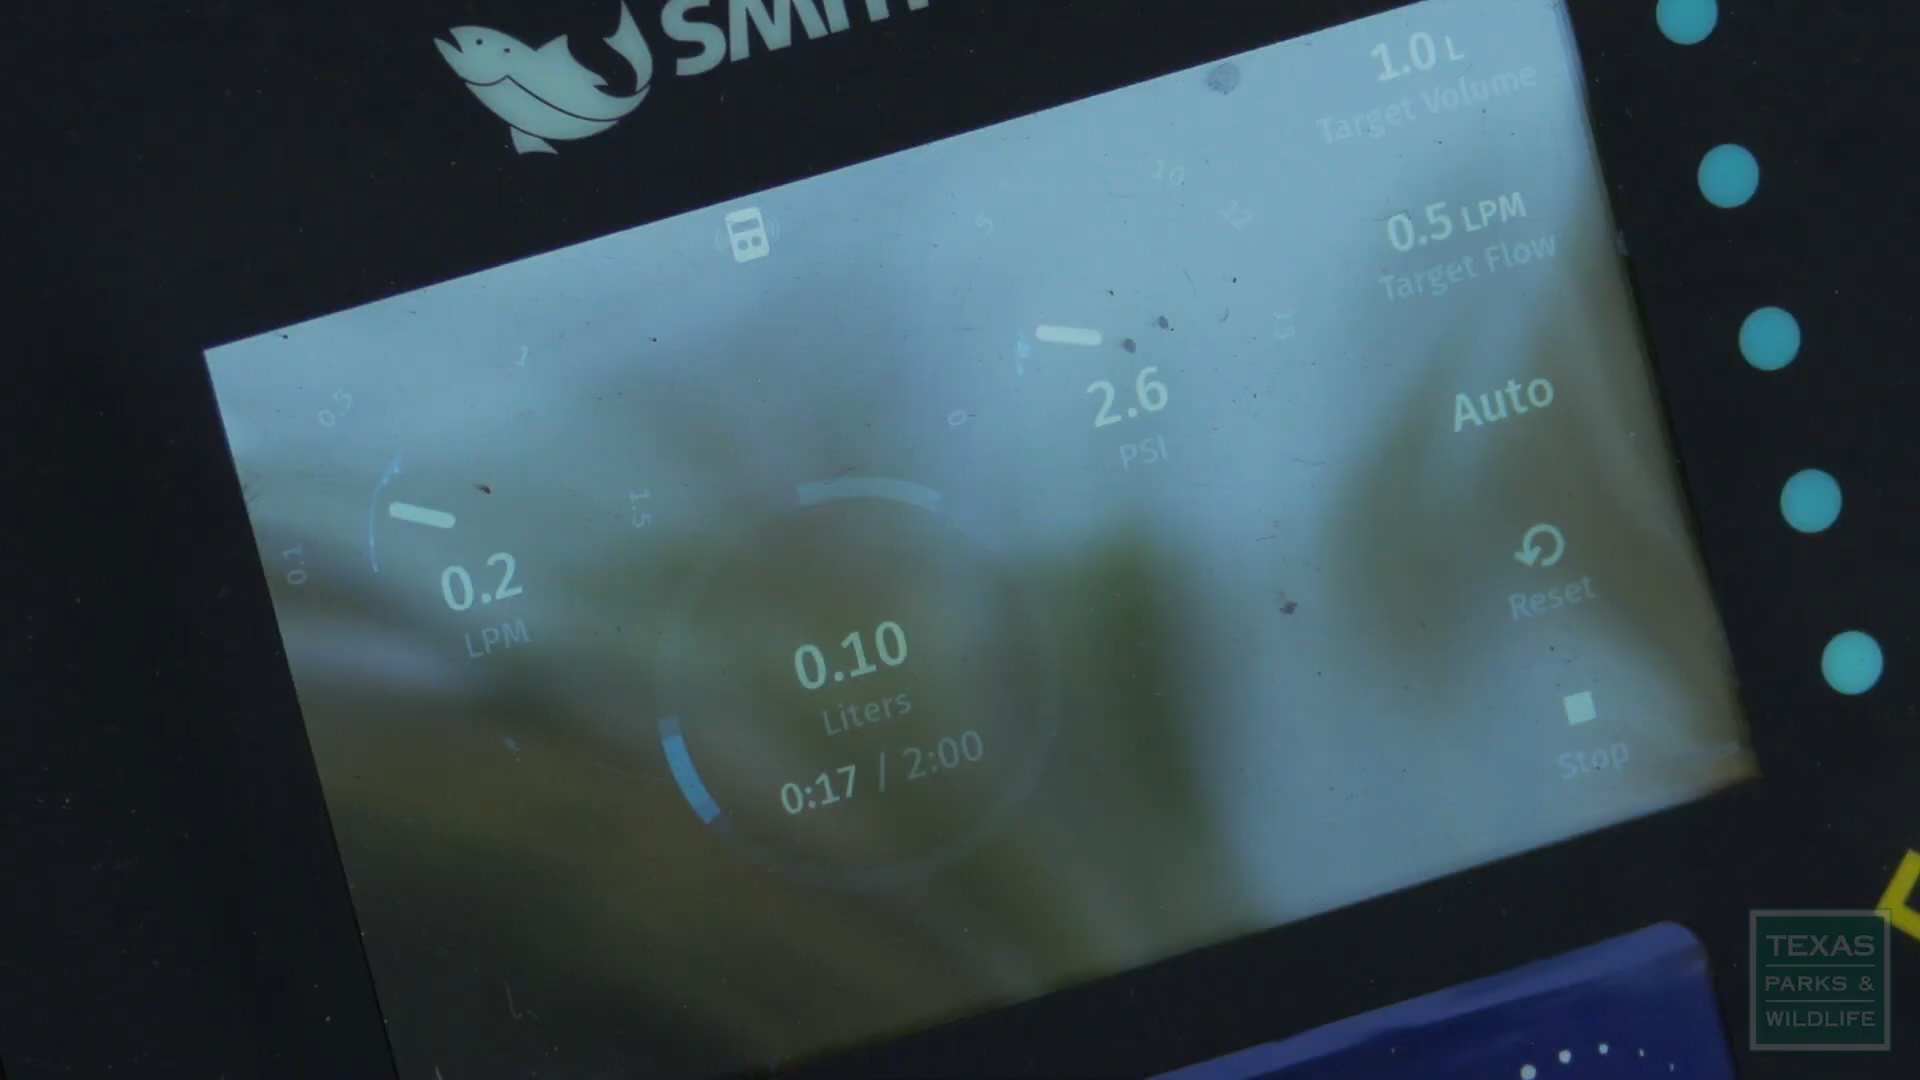 1.0 L
Target Volume
0.5 LPM
Target Flow
Auto
Reset
Stop
0.1
0.5
1
1.5
0.2
LPM
0
5
10
12
15
2.6
PSI
0.10
Liters
0:17 / 2:00
TEXAS
PARKS &
WILDLIFE